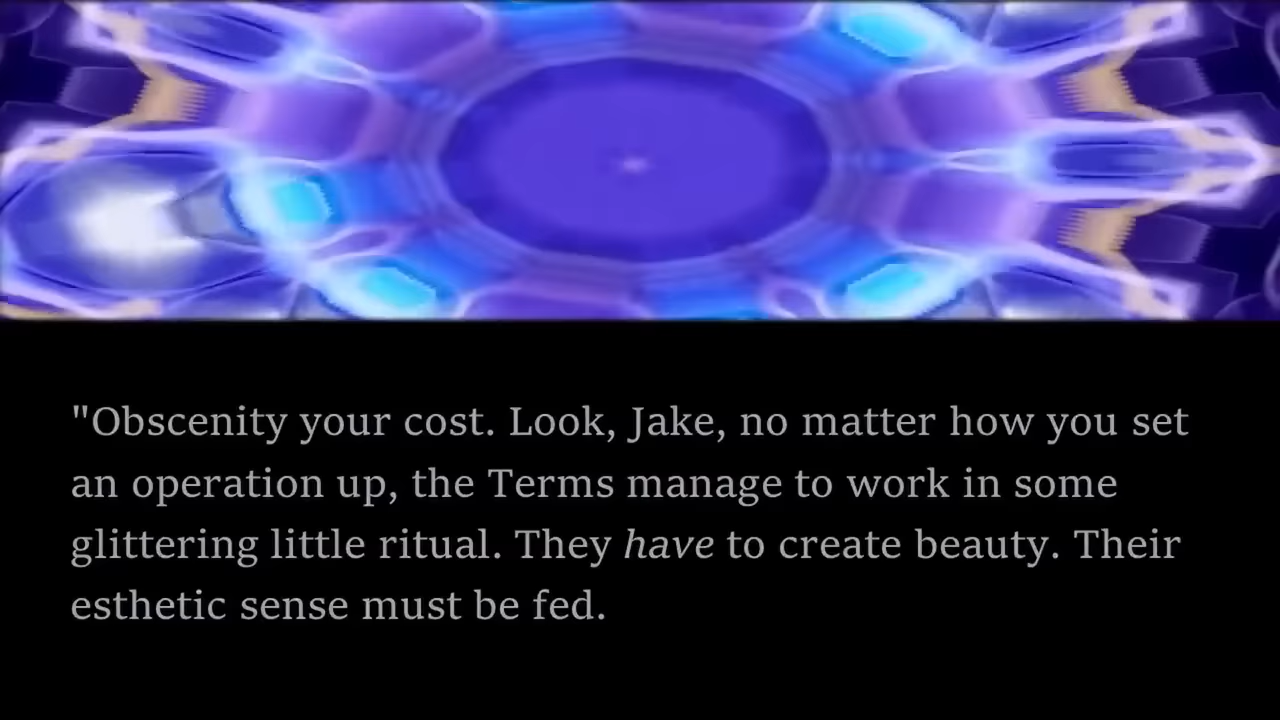 "Obscenity your cost. Look, Jake, no matter how you set
an operation up, the Terms manage to work in some
glittering little ritual. They have to create beauty. Their
esthetic sense must be fed.